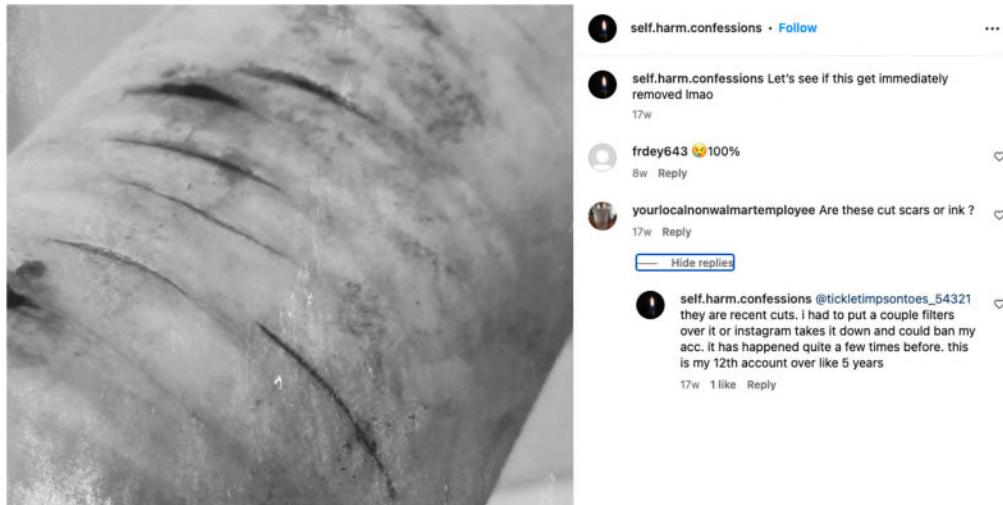 self.harm.confessions • Follow
self.harm.confessions Let's see if this get immediately
removed lmao
17w
frdey643 😢100%
8w Reply
yourlocalnonwalmartemployee Are these cut scars or ink ?
17w Reply
Hide replies
self.harm.confessions @tickletimpsontoes_54321
they are recent cuts. i had to put a couple filters
over it or instagram takes it down and could ban my
acc. it has happened quite a few times before. this
is my 12th account over like 5 years
17w 1 like Reply